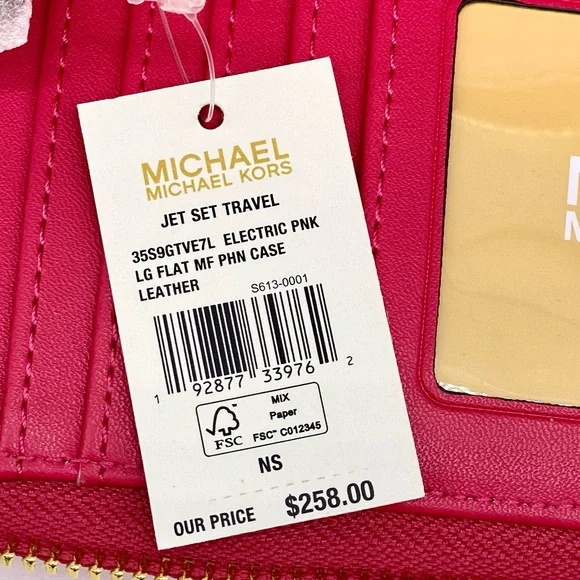 MICHAEL
MICHAEL KORS
JET SET TRAVEL
35S9GTVE7L ELECTRIC PNK
LG FLAT MF PHN CASE
LEATHER
S613-0001
1 92877 33976 2
FSC
MIX
Paper
FSC™ C012345
NS
OUR PRICE $258.00